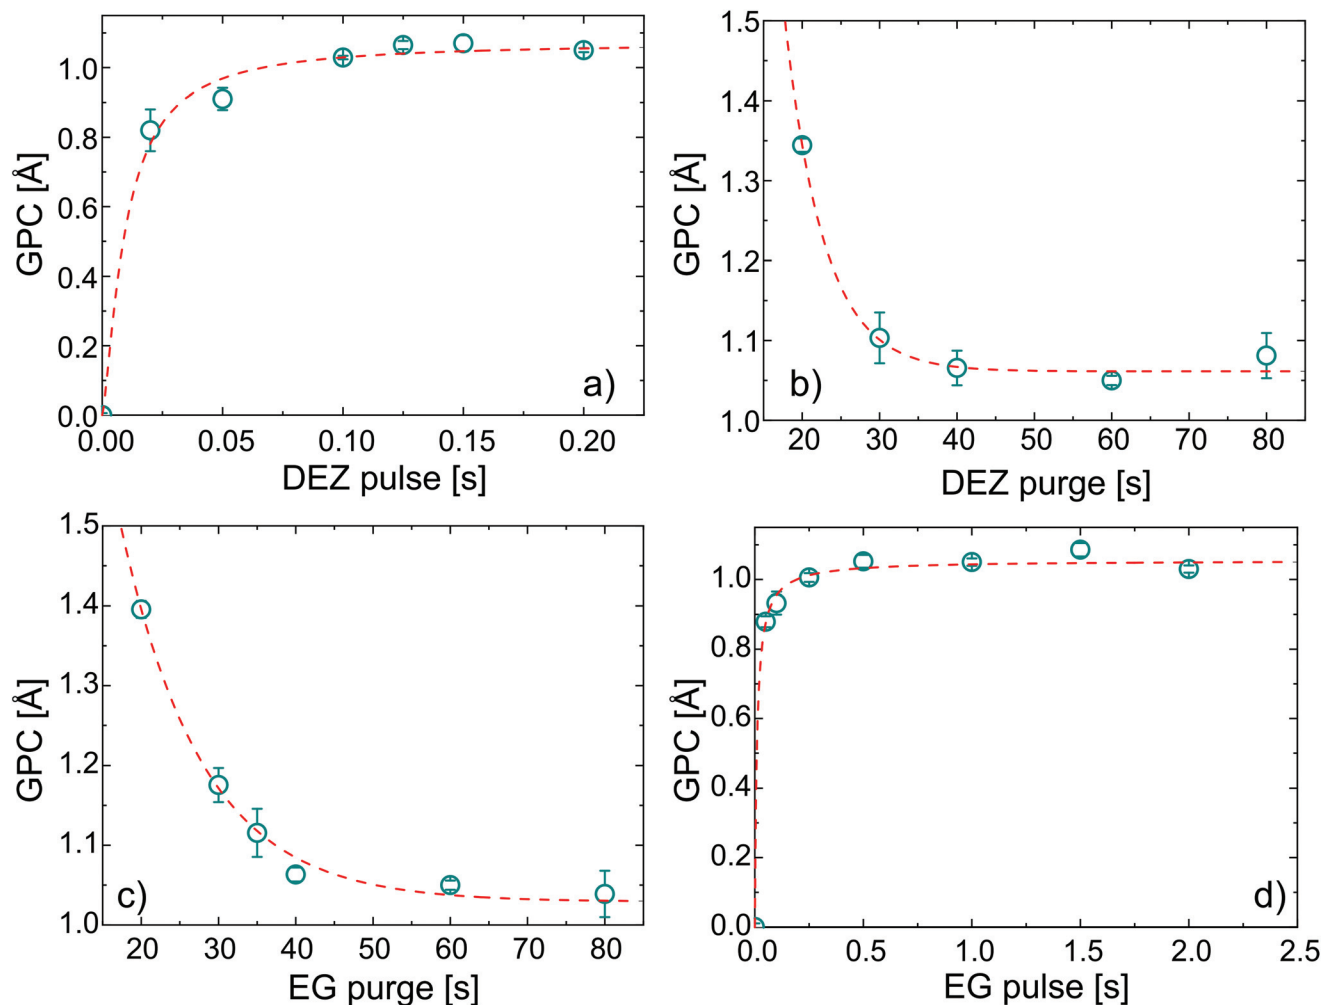 GPC [Å]
1.0
0.8
0.6
0.4
0.2
0.0
a)
0.00 0.05 0.10 0.15 0.20
DEZ pulse [s]
GPC [Å]
1.5
1.4
1.3
1.2
1.1
1.0
b)
20 30 40 50 60 70 80
DEZ purge [s]
GPC [Å]
1.5
1.4
1.3
1.2
1.1
1.0
c)
20 30 40 50 60 70 80
EG purge [s]
GPC [Å]
1.0
0.8
0.6
0.4
0.2
0.0
d)
0.0 0.5 1.0 1.5 2.0 2.5
EG pulse [s]